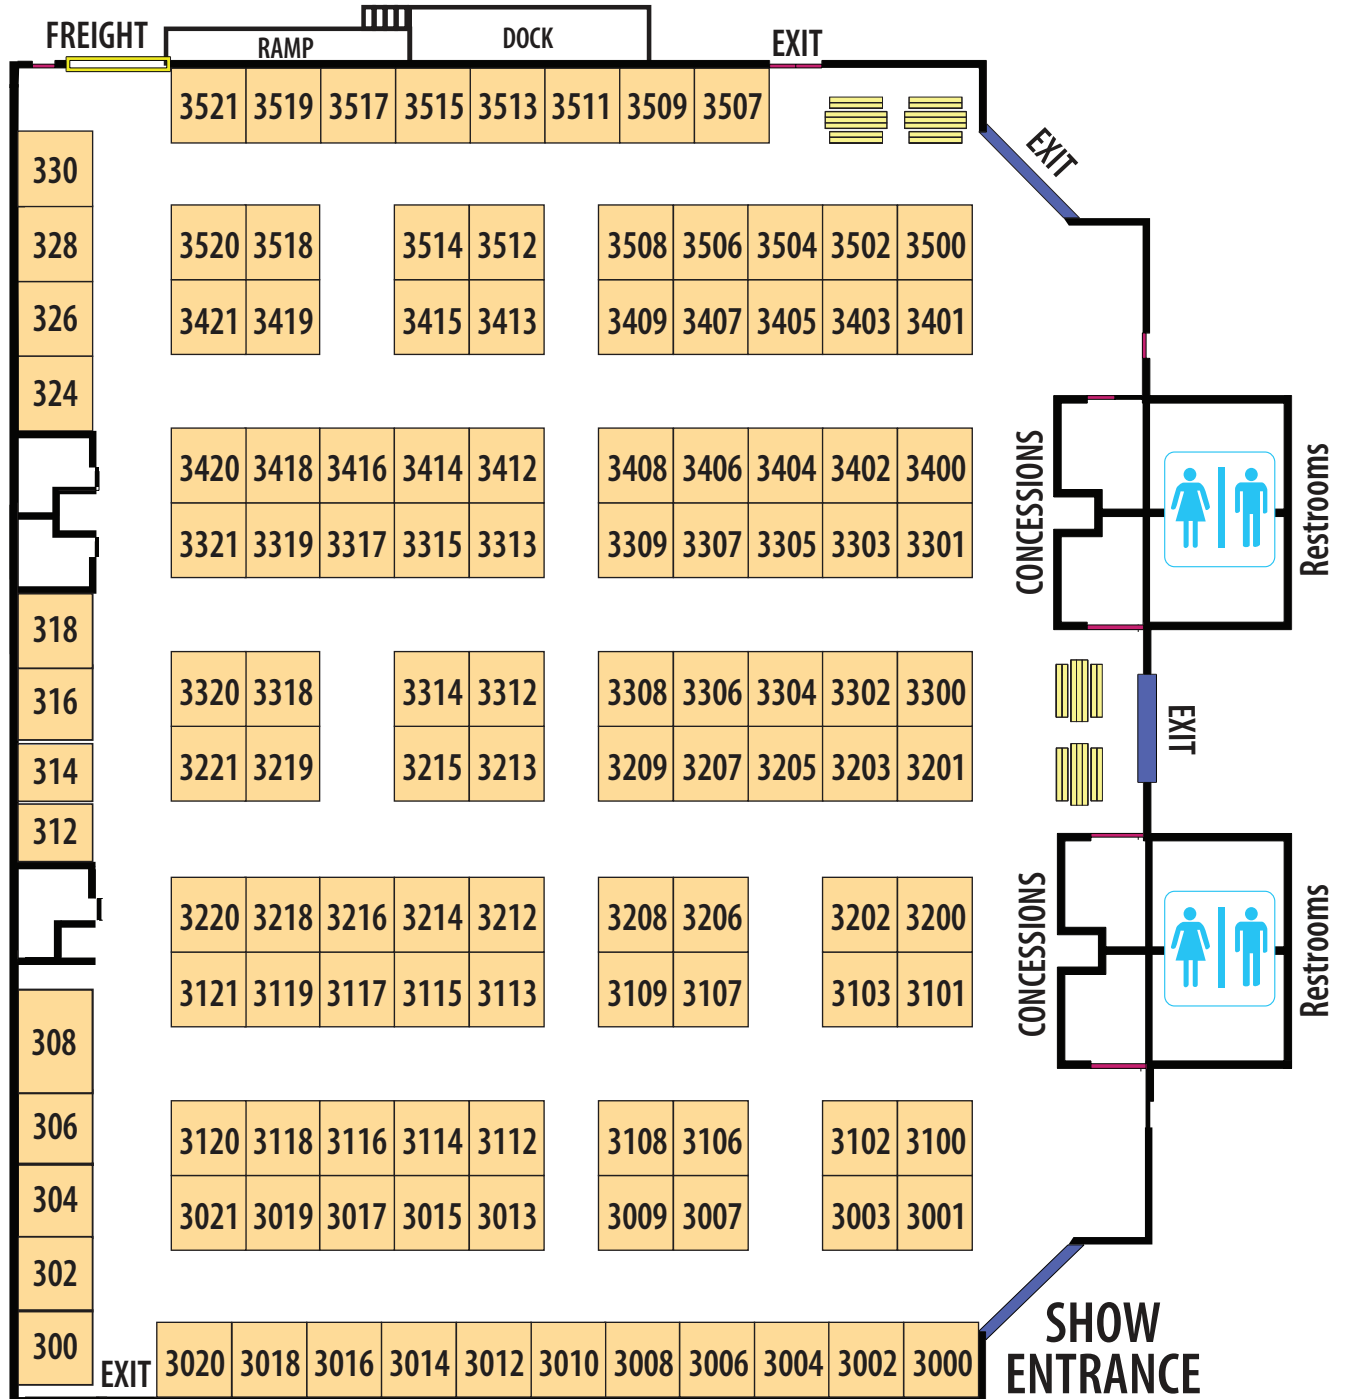 FREIGHT
RAMP
DOCK
EXIT
3521 3519 3517 3515 3513 3511 3509 3507
EXIT
330
328
326
324
3520 3518 3514 3512 3508 3506 3504 3502 3500
3421 3419 3415 3413 3409 3407 3405 3403 3401
3420 3418 3416 3414 3412 3408 3406 3404 3402 3400
3321 3319 3317 3315 3313 3309 3307 3305 3303 3301
CONCESSIONS
Restrooms
318
316
314
312
3320 3318 3314 3312 3308 3306 3304 3302 3300
3221 3219 3215 3213 3209 3207 3205 3203 3201
EXIT
3220 3218 3216 3214 3212 3208 3206 3202 3200
3121 3119 3117 3115 3113 3109 3107 3103 3101
CONCESSIONS
Restrooms
308
306
304
302
300
3120 3118 3116 3114 3112 3108 3106 3102 3100
3021 3019 3017 3015 3013 3009 3007 3003 3001
EXIT
3020 3018 3016 3014 3012 3010 3008 3006 3004 3002 3000
SHOW
ENTRANCE